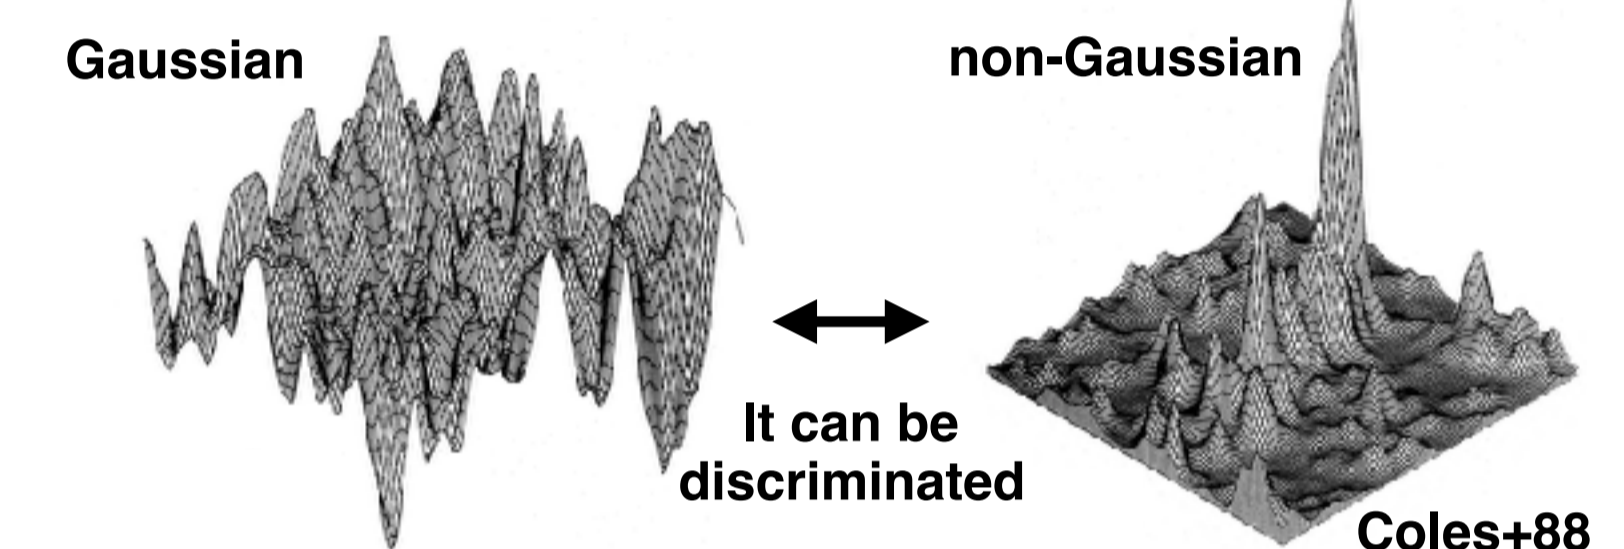 Gaussian
non-Gaussian
It can be
discriminated
Coles+88